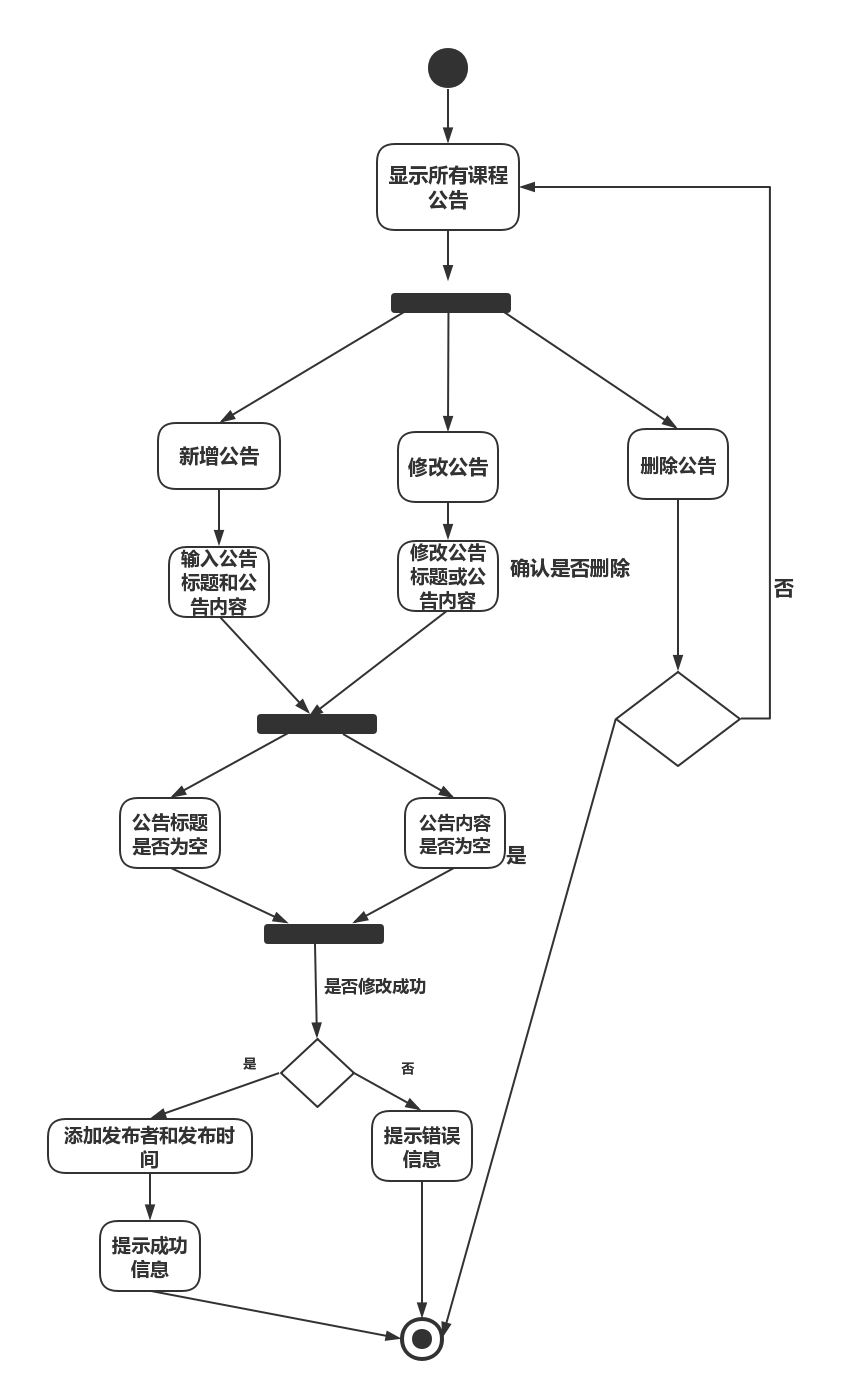 显示所有课程
公告
新增公告
修改公告
删除公告
输入公告
标题和公
告内容
修改公告
标题或公
告内容
确认是否删除
否
公告标题
是否为空
公告内容
是否为空
是
是否修改成功
是
否
添加发布者和发布时
间
提示错误
信息
提示成功
信息